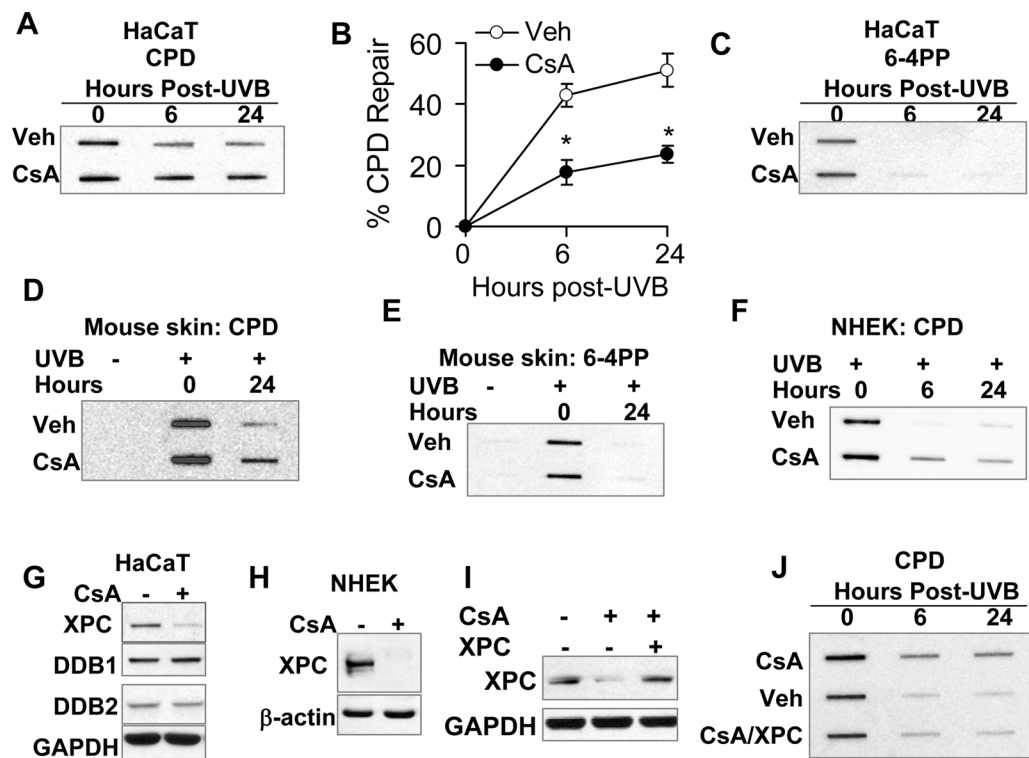 A
HaCaT
CPD
Hours Post-UVB
0 6 24
Veh
CsA
B
Veh
CsA
% CPD Repair
60
40
20
0
* *
0 6 24
Hours post-UVB
C
HaCaT
6-4PP
Hours Post-UVB
0 6 24
Veh
CsA
D
Mouse skin: CPD
UVB - + +
Hours 0 24
Veh
CsA
E
Mouse skin: 6-4PP
UVB - + +
Hours 0 24
Veh
CsA
F
NHEK: CPD
UVB + + +
Hours 0 6 24
Veh
CsA
G
HaCaT
CsA - +
XPC
DDB1
DDB2
GAPDH
H
NHEK
CsA - +
XPC
β-actin
I
CsA - + +
XPC - - +
XPC
GAPDH
J
CPD
Hours Post-UVB
0 6 24
CsA
Veh
CsA/XPC